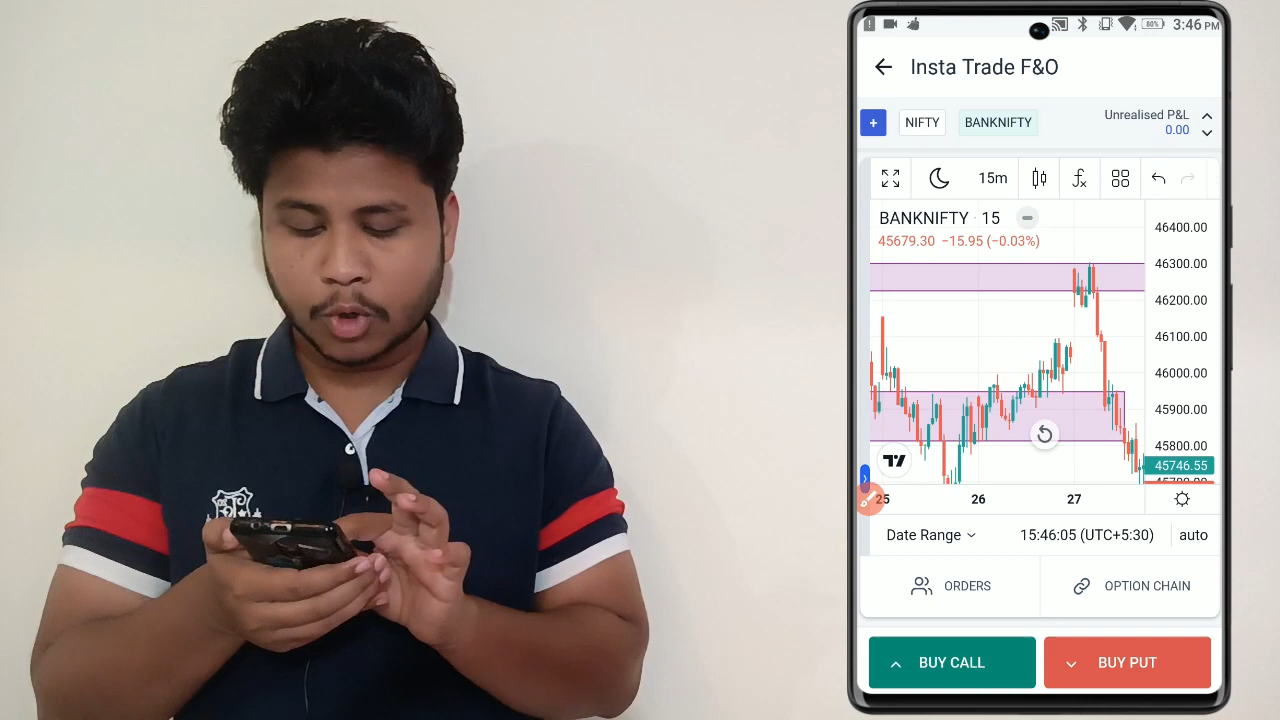 80% 3:46 PM
Insta Trade F&O
+ NIFTY BANKNIFTY Unrealised P&L
0.00
15m fx
BANKNIFTY · 15
45679.30 −15.95 (−0.03%)
46400.00
46300.00
46200.00
46100.00
46000.00
45900.00
45800.00
45746.55
25 26 27
Date Range 15:46:05 (UTC+5:30) auto
ORDERS OPTION CHAIN
BUY CALL BUY PUT